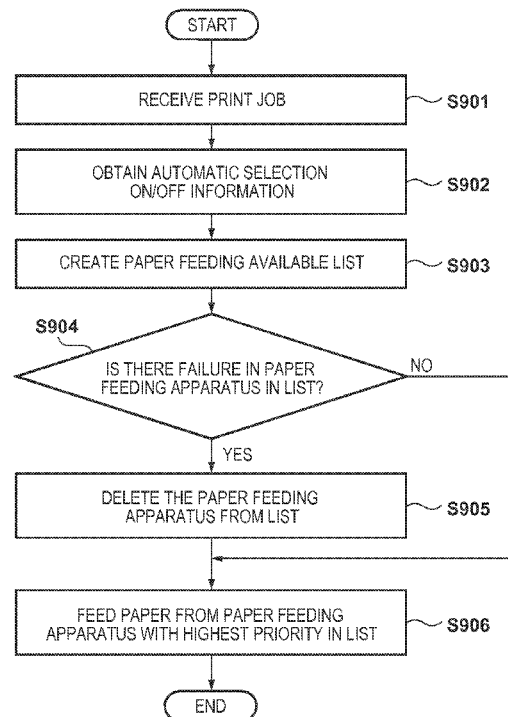 START
RECEIVE PRINT JOB
S901
OBTAIN AUTOMATIC SELECTION
ON/OFF INFORMATION
S902
CREATE PAPER FEEDING AVAILABLE LIST
S903
S904
IS THERE FAILURE IN PAPER
FEEDING APPARATUS IN LIST?
NO
YES
DELETE THE PAPER FEEDING
APPARATUS FROM LIST
S905
FEED PAPER FROM PAPER FEEDING
APPARATUS WITH HIGHEST PRIORITY IN LIST
S906
END